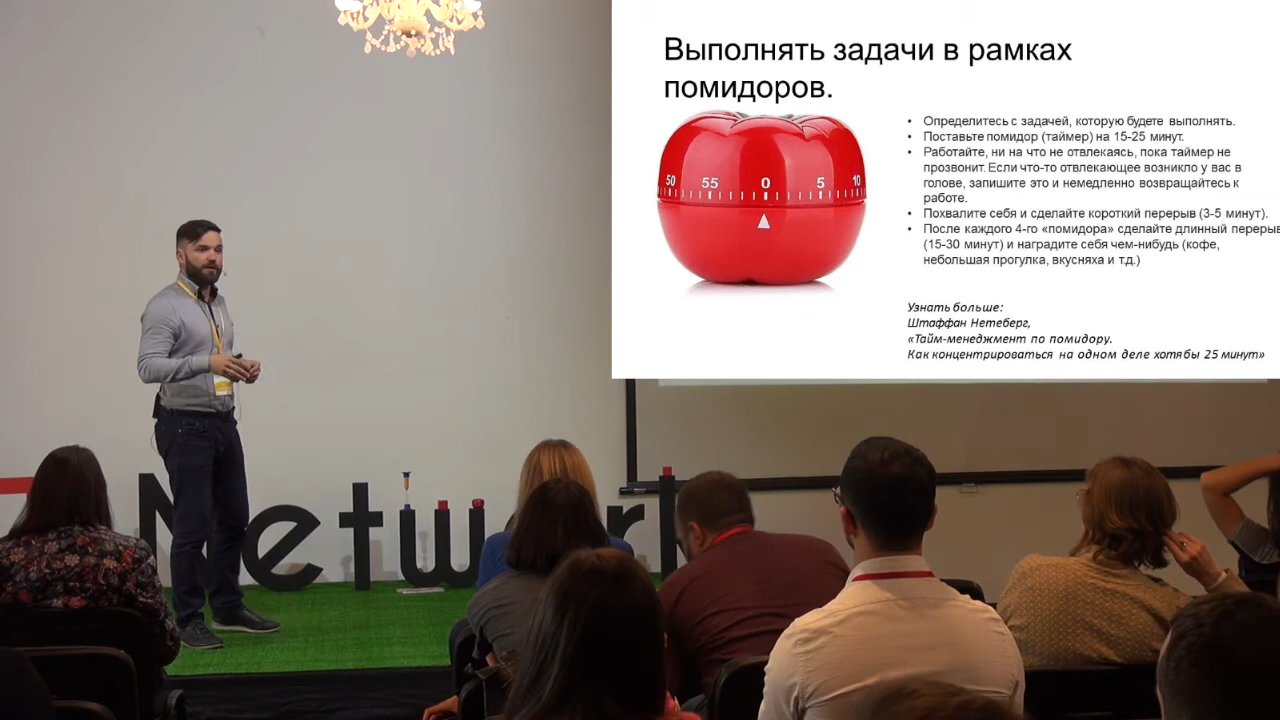 Выполнять задачи в рамках
помидоров.
50 55 0 5 10
• Определитесь с задачей, которую будете выполнять.
• Поставьте помидор (таймер) на 15-25 минут.
• Работайте, ни на что не отвлекаясь, пока таймер не
прозвонит. Если что-то отвлекающее возникло у вас в
голове, запишите это и немедленно возвращайтесь к
работе.
• Похвалите себя и сделайте короткий перерыв (3-5 минут).
• После каждого 4-го «помидора» сделайте длинный перерыв
(15-30 минут) и наградите себя чем-нибудь (кофе,
небольшая прогулка, вкусняха и т.д.)
Узнать больше:
Штаффан Нетеберг,
«Тайм-менеджмент по помидору.
Как концентрироваться на одном деле хотябы 25 минут»
Network